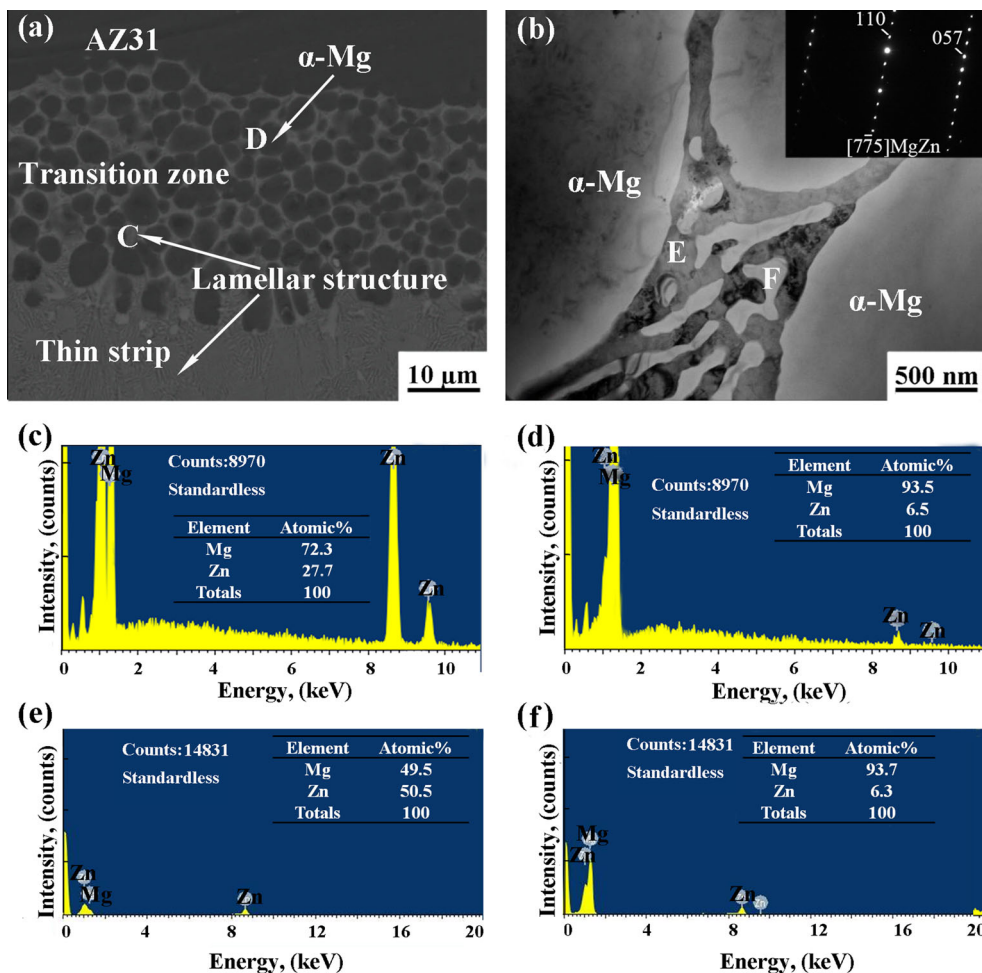 (a)
AZ31
α-Mg
D
Transition zone
C
Lamellar structure
Thin strip
10 μm
(b)
110
057
[7̄75]MgZn
α-Mg
E
F
α-Mg
500 nm
(c)
Zn
Mg
Counts:8970
Standardless
Element Atomic%
Mg 72.3
Zn 27.7
Totals 100
Zn
Zn
Intensity, (counts)
0 2 4 6 8 10
Energy, (keV)
(d)
Zn
Mg
Counts:8970
Standardless
Element Atomic%
Mg 93.5
Zn 6.5
Totals 100
Zn
Zn
Intensity, (counts)
0 2 4 6 8 10
Energy, (keV)
(e)
Counts:14831
Standardless
Element Atomic%
Mg 49.5
Zn 50.5
Totals 100
Zn
Mg
Zn
Intensity, (counts)
0 4 8 12 16 20
Energy, (keV)
(f)
Counts:14831
Standardless
Element Atomic%
Mg 93.7
Zn 6.3
Totals 100
Mg
Zn
Zn
Zn
Intensity, (counts)
0 4 8 12 16 20
Energy, (keV)